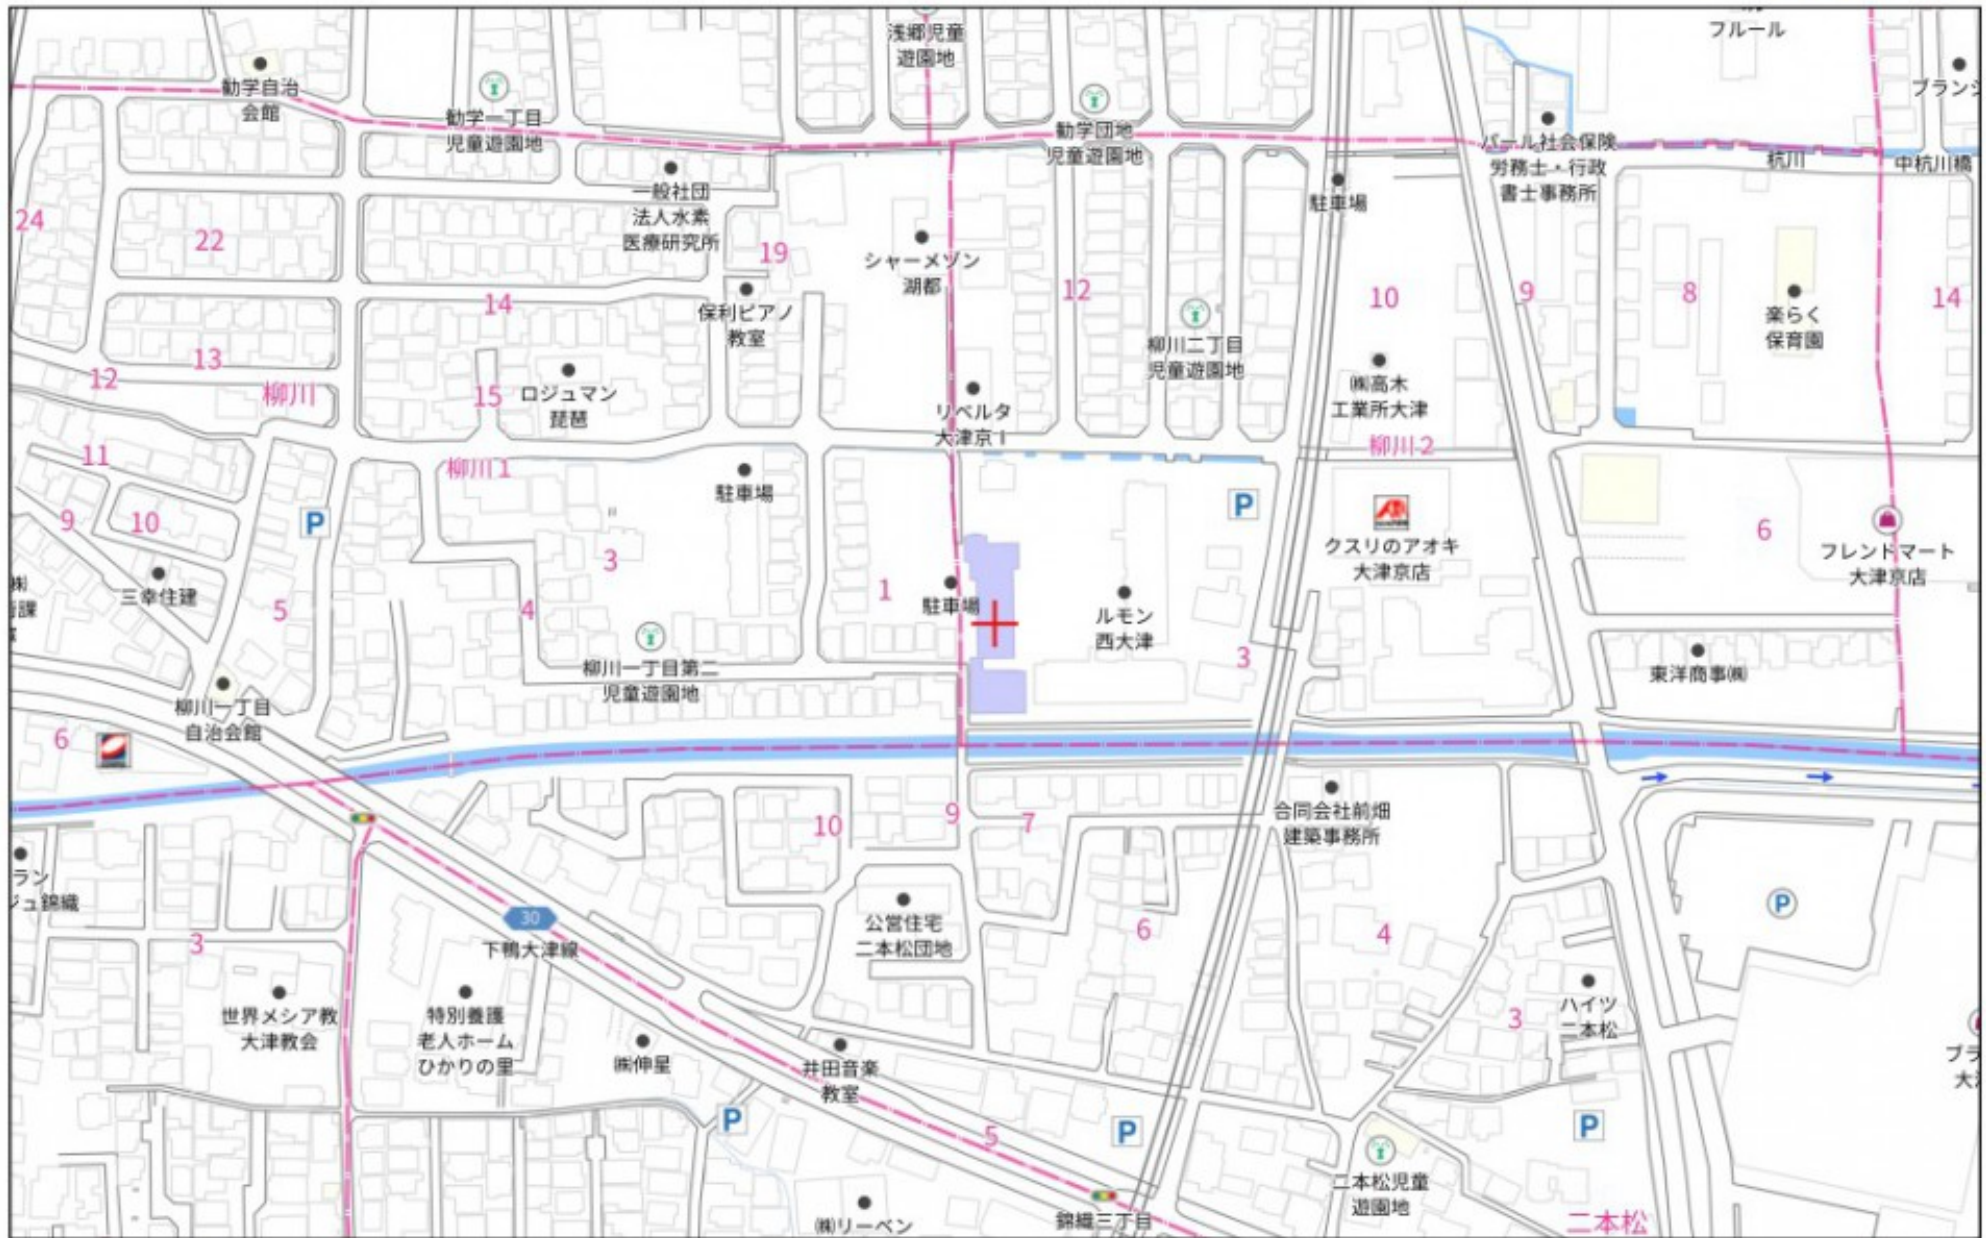 浅郷児童
遊園地
フルール
勧学自治
会館
勧学一丁目
児童遊園地
勧学団地
児童遊園地
パール社会保険
労務士・行政
書士事務所
杭川
中杭川橋
一般社団
法人水素
医療研究所
駐車場
24
22
19
シャーメゾン
湖都
12
10
9
8
14
楽らく
保育園
14
保利ピアノ
教室
柳川二丁目
児童遊園地
13
12
柳川
15
ロジュマン
琵琶
リベルタ
大津京Ⅰ
㈱高木
工業所大津
柳川2
11
柳川1
駐車場
P
P
9
10
3
6
クスリのアオキ
大津京店
フレンドマート
大津京店
三幸住建
5
4
1
駐車場
ルモン
西大津
3
柳川一丁目第二
児童遊園地
東洋商事㈱
柳川一丁目
自治会館
6
10
9
7
合同会社前畑
建築事務所
公営住宅
二本松団地
P
30
下鴨大津線
3
6
4
世界メシア教
大津教会
特別養護
老人ホーム
ひかりの里
㈱伸星
井田音楽
教室
3
ハイツ
二本松
P
5
P
P
二本松児童
遊園地
㈱リーベン
錦織三丁目
二本松